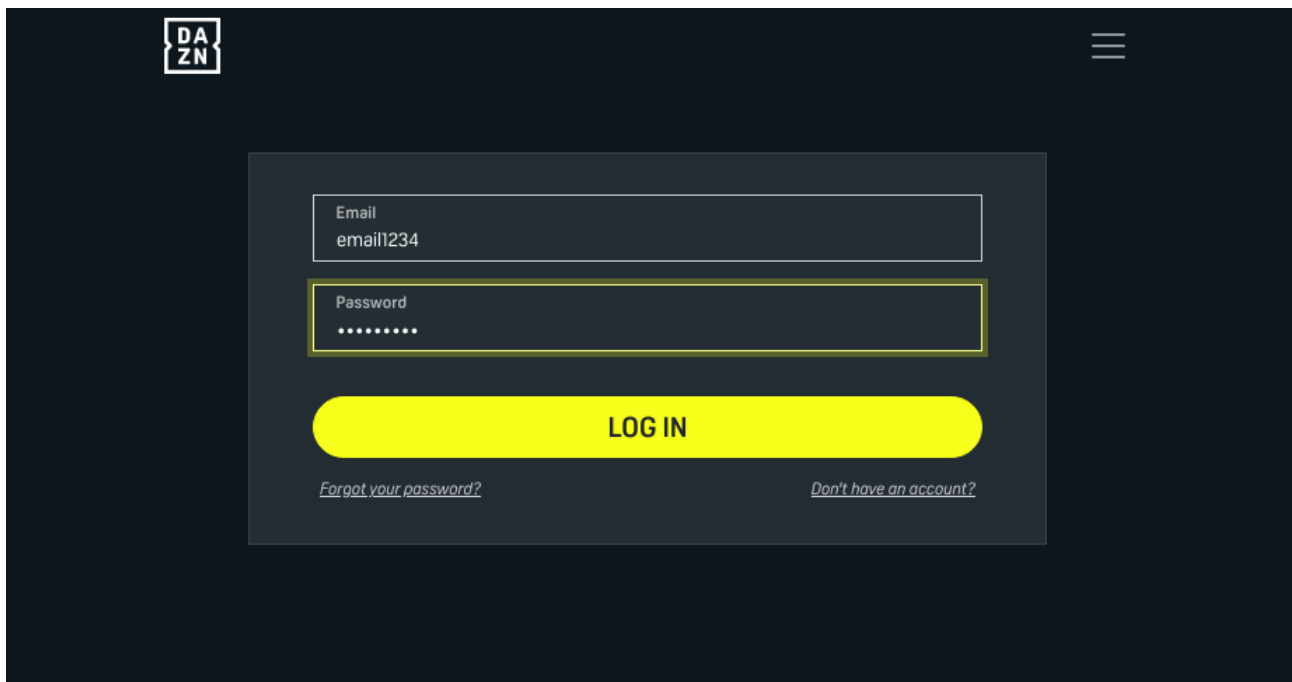 DA
ZN
Email
email1234
Password
•••••••••
LOG IN
Forgot your password?
Don't have an account?